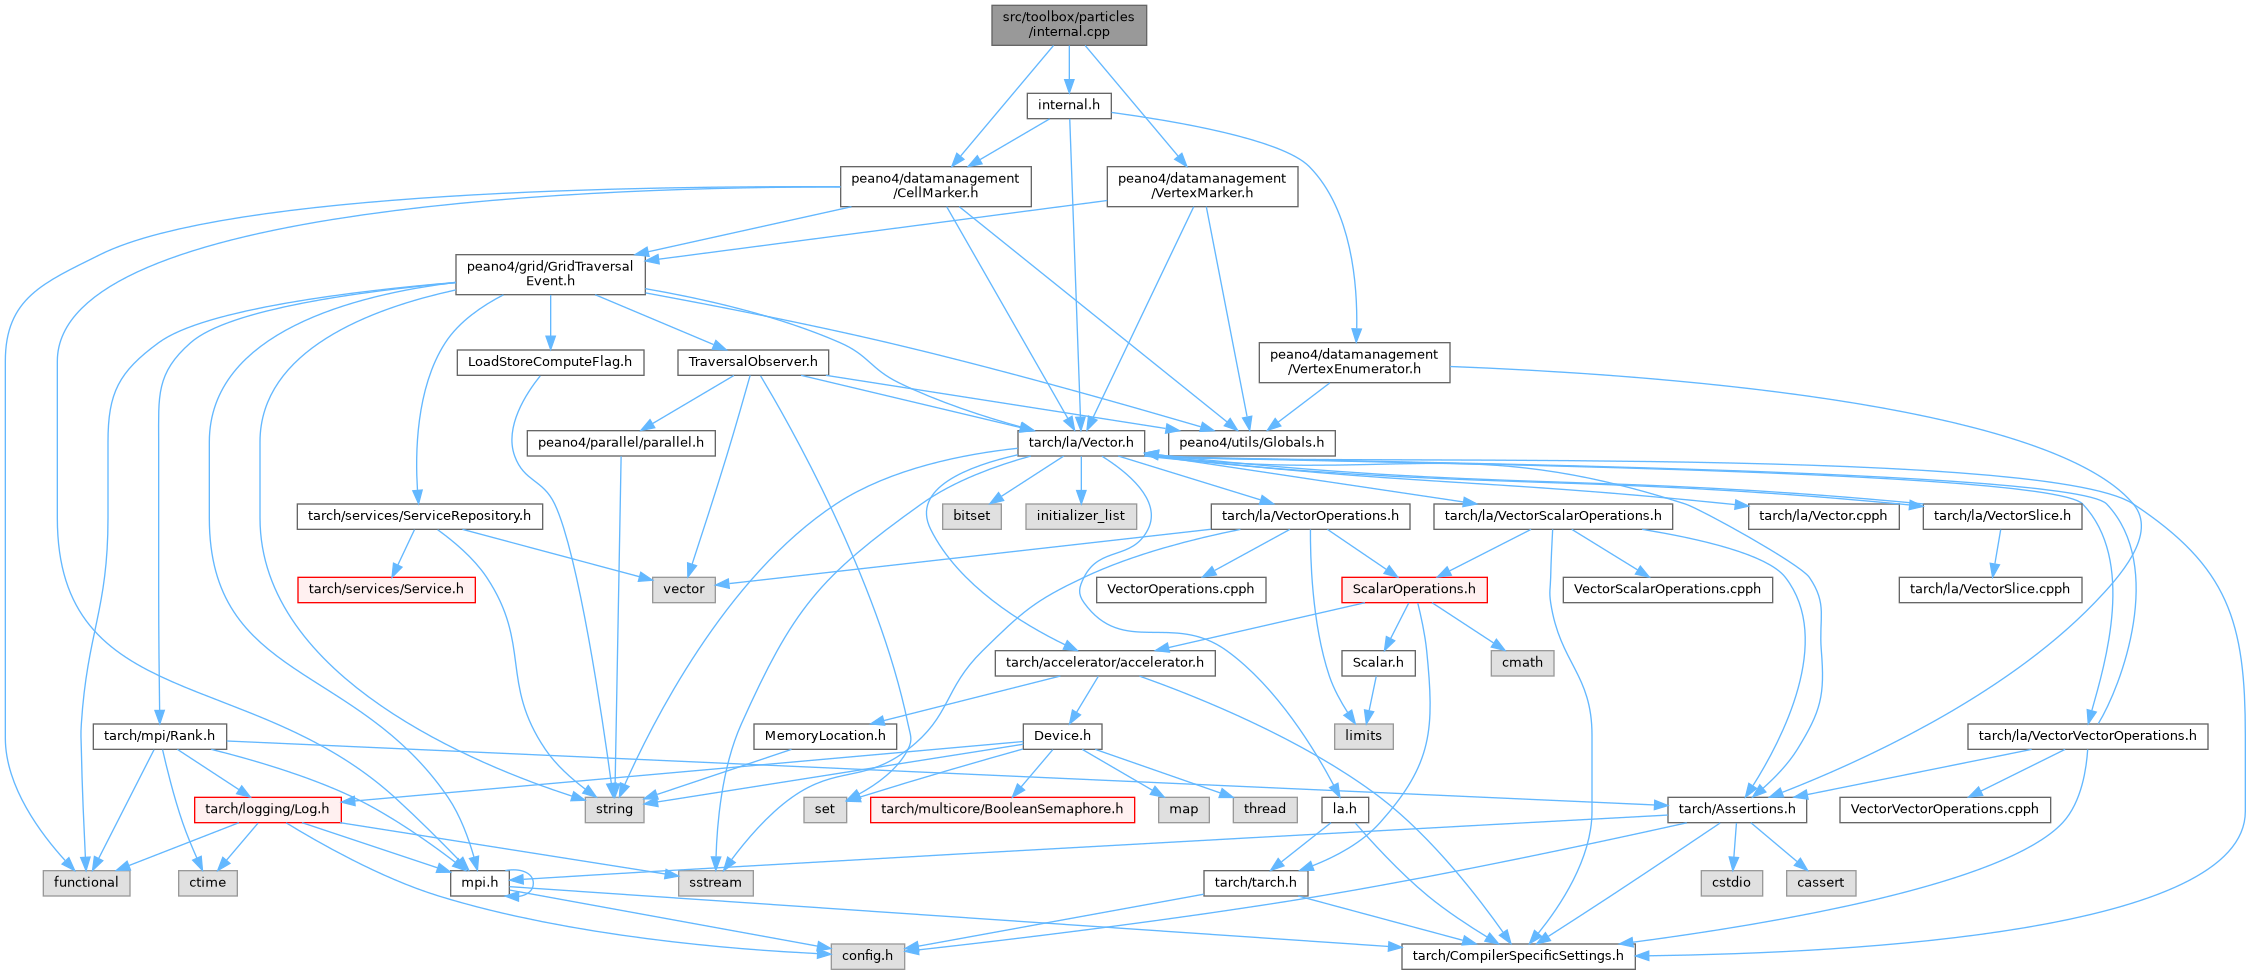 src/toolbox/particles
/internal.cpp
internal.h
peano4/datamanagement
/CellMarker.h
peano4/datamanagement
/VertexMarker.h
peano4/grid/GridTraversal
Event.h
LoadStoreComputeFlag.h
TraversalObserver.h
peano4/datamanagement
/VertexEnumerator.h
peano4/parallel/parallel.h
tarch/la/Vector.h
peano4/utils/Globals.h
tarch/services/ServiceRepository.h
bitset
initializer_list
tarch/la/VectorOperations.h
tarch/la/VectorScalarOperations.h
tarch/la/Vector.cpph
tarch/la/VectorSlice.h
tarch/services/Service.h
vector
VectorOperations.cpph
ScalarOperations.h
VectorScalarOperations.cpph
tarch/la/VectorSlice.cpph
tarch/accelerator/accelerator.h
Scalar.h
cmath
tarch/mpi/Rank.h
MemoryLocation.h
Device.h
limits
tarch/la/VectorVectorOperations.h
tarch/logging/Log.h
string
set
tarch/multicore/BooleanSemaphore.h
map
thread
la.h
tarch/Assertions.h
VectorVectorOperations.cpph
functional
ctime
mpi.h
sstream
tarch/tarch.h
cstdio
cassert
config.h
tarch/CompilerSpecificSettings.h